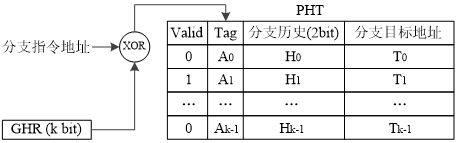 PHT
Valid Tag 分支历史(2bit) 分支目标地址
分支指令地址 XOR
0 A0 H0 T0
1 A1 H1 T1
... ... ... ...
GHR (k bit)
0 Ak-1 Hk-1 Tk-1